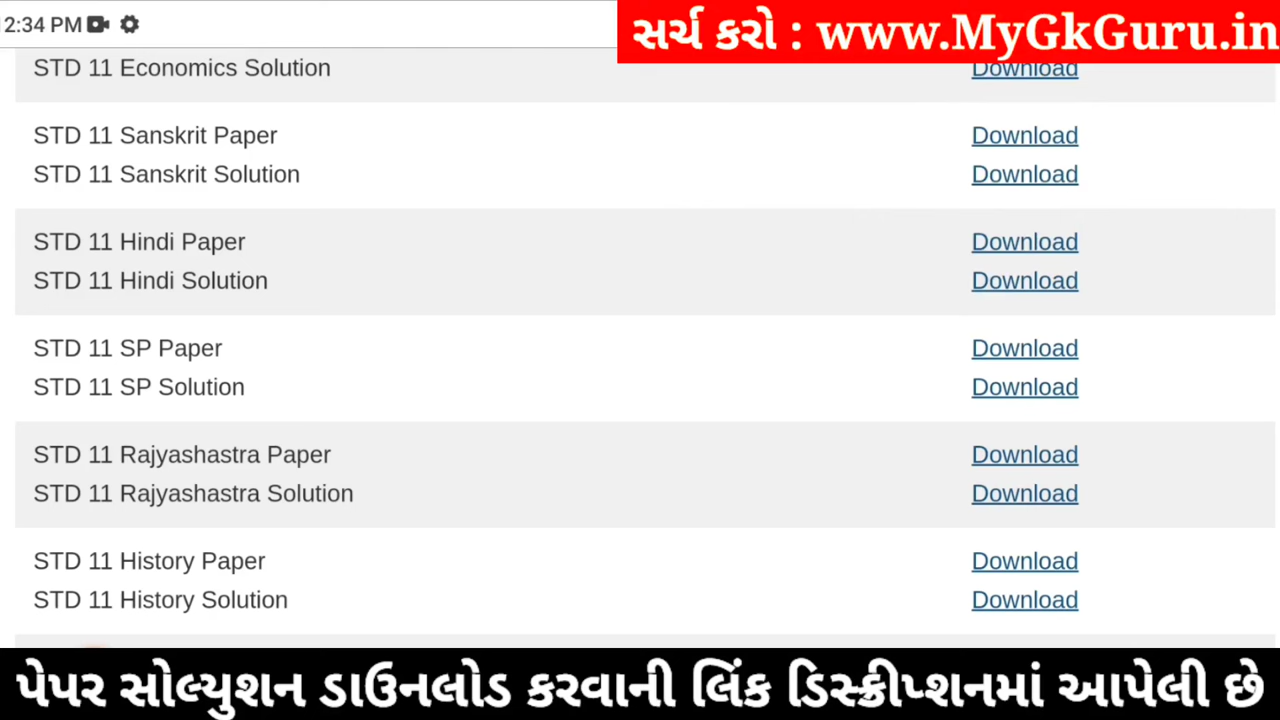 12:34 PM
સર્ચ કરો : www.MyGkGuru.in
STD 11 Economics Solution Download
STD 11 Sanskrit Paper Download
STD 11 Sanskrit Solution Download
STD 11 Hindi Paper Download
STD 11 Hindi Solution Download
STD 11 SP Paper Download
STD 11 SP Solution Download
STD 11 Rajyashastra Paper Download
STD 11 Rajyashastra Solution Download
STD 11 History Paper Download
STD 11 History Solution Download
પેપર સોલ્યુશન ડાઉનલોડ કરવાની લિંક ડિસ્ક્રીપ્શનમાં આપેલી છે